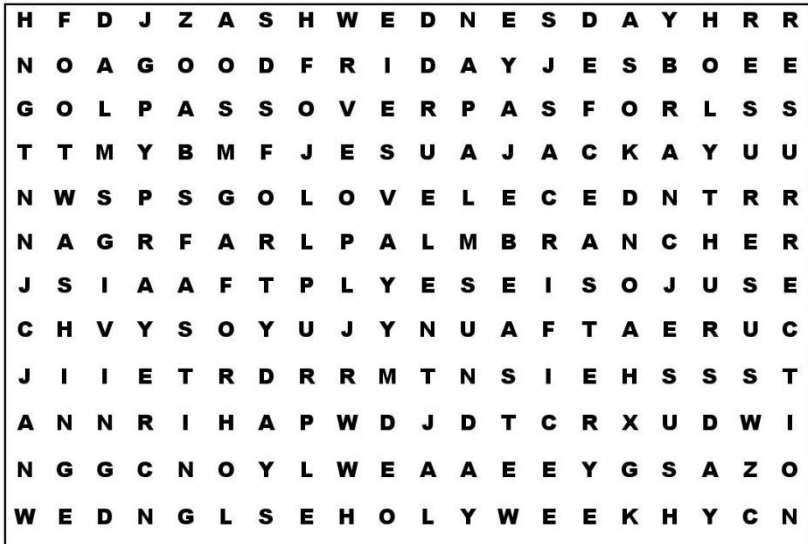 H F D J Z A S H W E D N E S D A Y H R R
N O A G O O D F R I D A Y J E S B O E E
G O L P A S S O V E R P A S F O R L S S
T T M Y B M F J E S U A J A C K A Y U U
N W S P S G O L O V E L E C E D N T R R
N A G R F A R L P A L M B R A N C H E R
J S I A A F T P L Y E S E I S O J U S E
C H V Y S O Y U J Y N U A F T A E R U C
J I I E T R D R R M T N S I E H S S S T
A N N R I H A P W D J D T C R X U D W I
N G G C N O Y L W E A A E E Y G S A Z O
W E D N G L S E H O L Y W E E K H Y C N